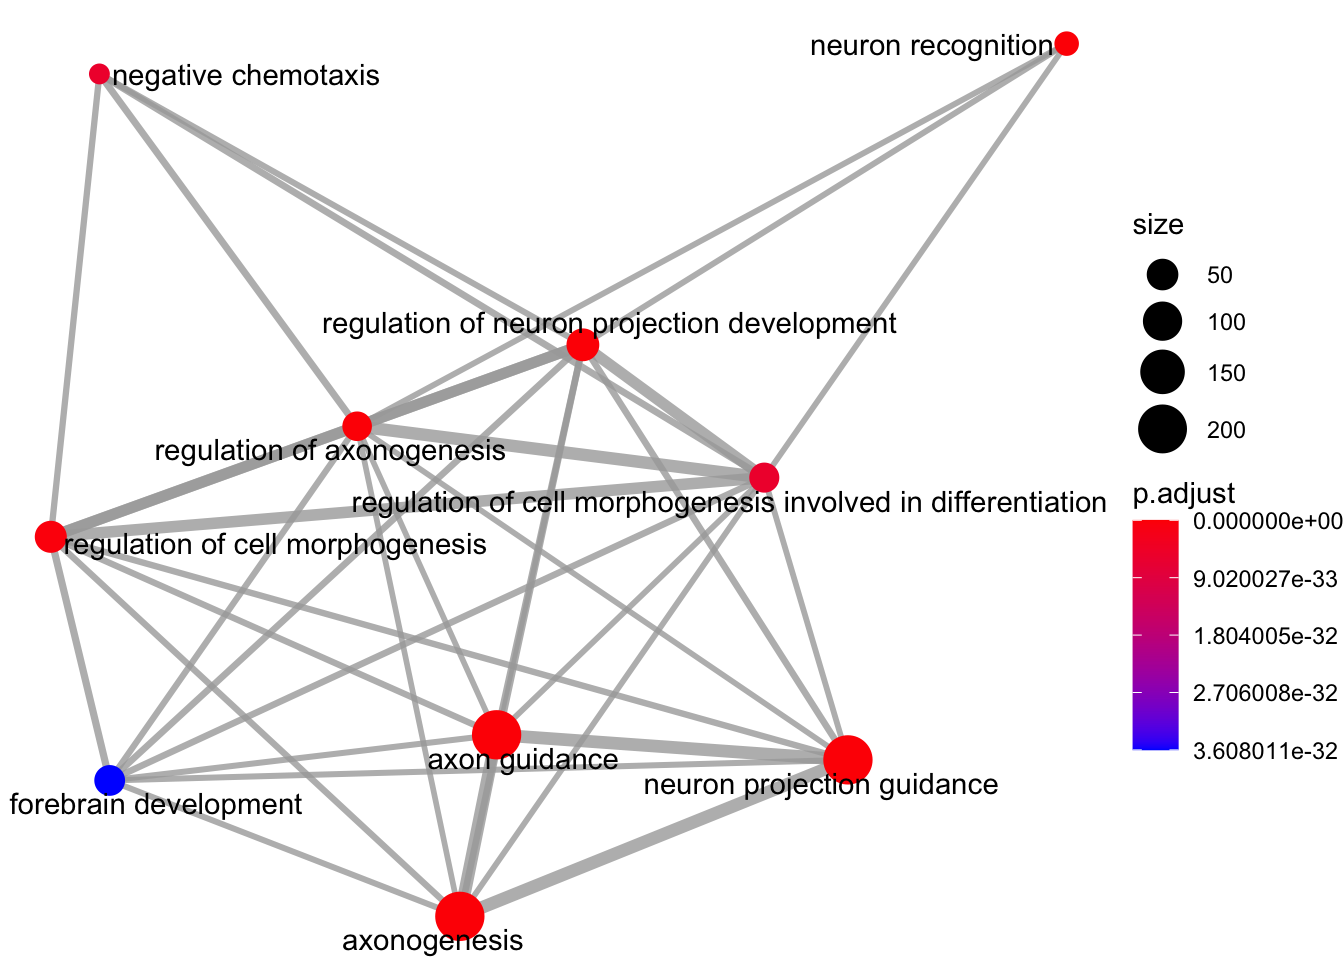 neuron recognition
negative chemotaxis
size
50
100
150
200
regulation of neuron projection development
regulation of axonogenesis
regulation of cell morphogenesis involved in differentiation
regulation of cell morphogenesis
p.adjust
0.000000e+00
9.020027e-33
1.804005e-32
2.706008e-32
3.608011e-32
axon guidance
neuron projection guidance
forebrain development
axonogenesis